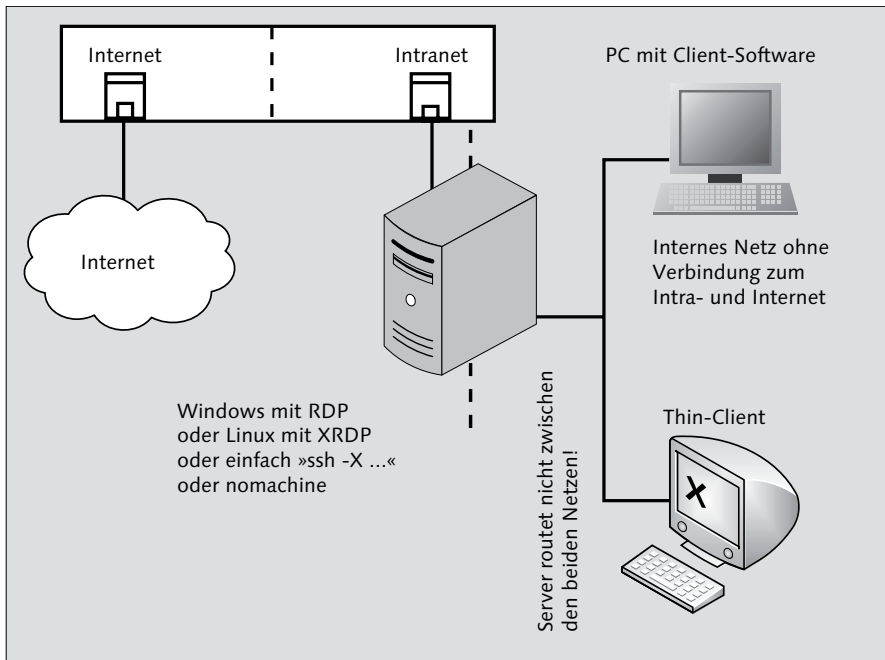 Internet
Intranet
PC mit Client-Software
Internet
Internes Netz ohne
Verbindung zum
Intra- und Internet
Windows mit RDP
oder Linux mit XRDP
oder einfach »ssh -X ...«
oder nomachine
Server routet nicht zwischen
den beiden Netzen!
Thin-Client
X